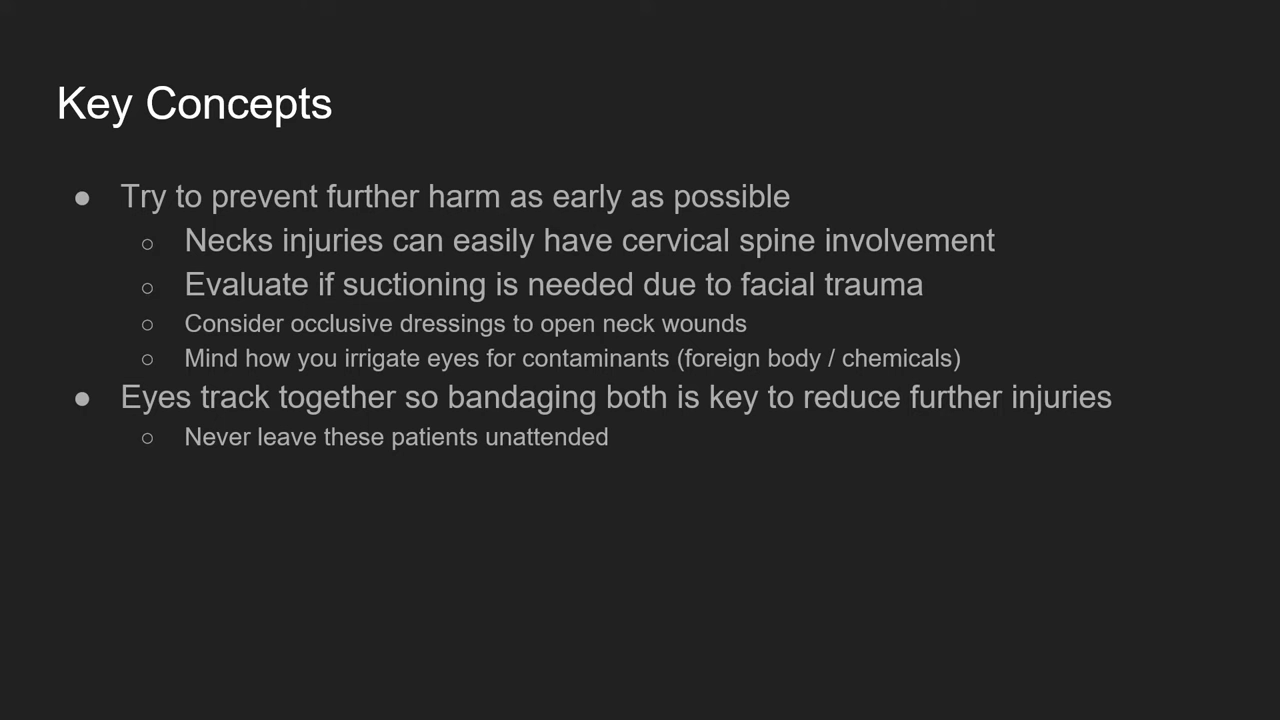 Key Concepts
● Try to prevent further harm as early as possible
○ Necks injuries can easily have cervical spine involvement
○ Evaluate if suctioning is needed due to facial trauma
○ Consider occlusive dressings to open neck wounds
○ Mind how you irrigate eyes for contaminants (foreign body / chemicals)
● Eyes track together so bandaging both is key to reduce further injuries
○ Never leave these patients unattended